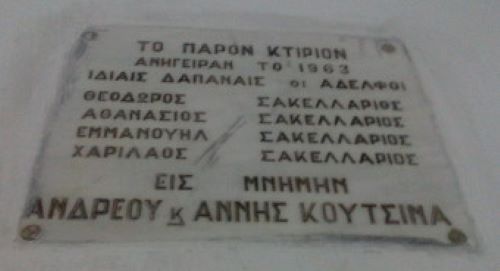 ΤΟ ΠΑΡΟΝ ΚΤΙΡΙΟΝ
ΑΝΗΓΕΙΡΑΝ ΤΟ 1963
ΙΔΙΑΙΣ ΔΑΠΑΝΑΙΣ ΟΙ ΑΔΕΛΦΟΙ
ΘΕΟΔΩΡΟΣ ΣΑΚΕΛΛΑΡΙΟΣ
ΑΘΑΝΑΣΙΟΣ ΣΑΚΕΛΛΑΡΙΟΣ
ΕΜΜΑΝΟΥΗΛ ΣΑΚΕΛΛΑΡΙΟΣ
ΧΑΡΙΛΑΟΣ ΣΑΚΕΛΛΑΡΙΟΣ
ΕΙΣ ΜΝΗΜΗΝ
ΑΝΔΡΕΟΥ Κ ΑΝΝΗΣ ΚΟΥΤΣΙΝΑ